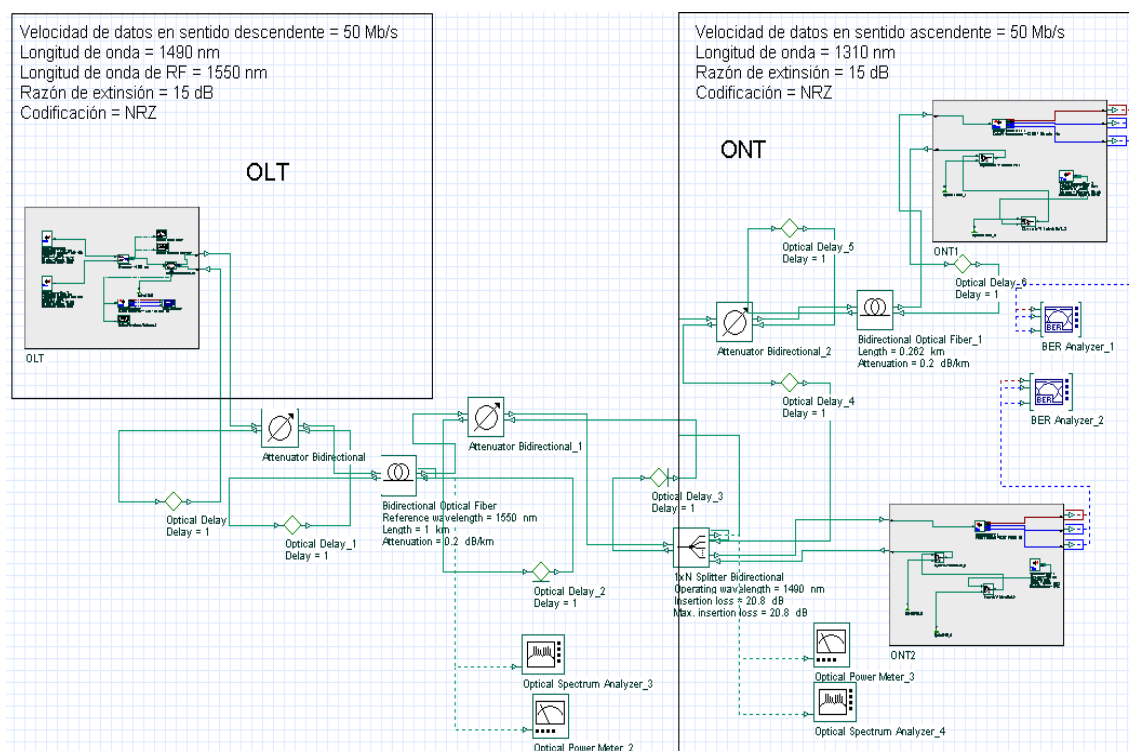 Velocidad de datos en sentido descendente = 50 Mb/s
Longitud de onda = 1490 nm
Longitud de onda de RF = 1550 nm
Razón de extinsión = 15 dB
Codificación = NRZ
OLT
OLT
Velocidad de datos en sentido ascendente = 50 Mb/s
Longitud de onda = 1310 nm
Razón de extinsión = 15 dB
Codificación = NRZ
ONT
ONT1
Optical Delay_5
Delay = 1
Optical Delay_6
Delay = 1
Attenuator Bidirectional_2
Bidirectional Optical Fiber_1
Length = 0.262 km
Attenuation = 0.2 dB/km
BER
BER Analyzer_1
Optical Delay_4
Delay = 1
BER
BER Analyzer_2
Attenuator Bidirectional
Attenuator Bidirectional_1
Optical Delay
Delay = 1
Optical Delay_1
Delay = 1
Bidirectional Optical Fiber
Reference wavelength = 1550 nm
Length = 1 km
Attenuation = 0.2 dB/km
Optical Delay_2
Delay = 1
Optical Delay_3
Delay = 1
1xN Splitter Bidirectional
Operating wavelength = 1490 nm
Insertion loss = 20.8 dB
Max. insertion loss = 20.8 dB
ONT2
Optical Spectrum Analyzer_3
Optical Power Meter_2
Optical Power Meter_3
Optical Spectrum Analyzer_4